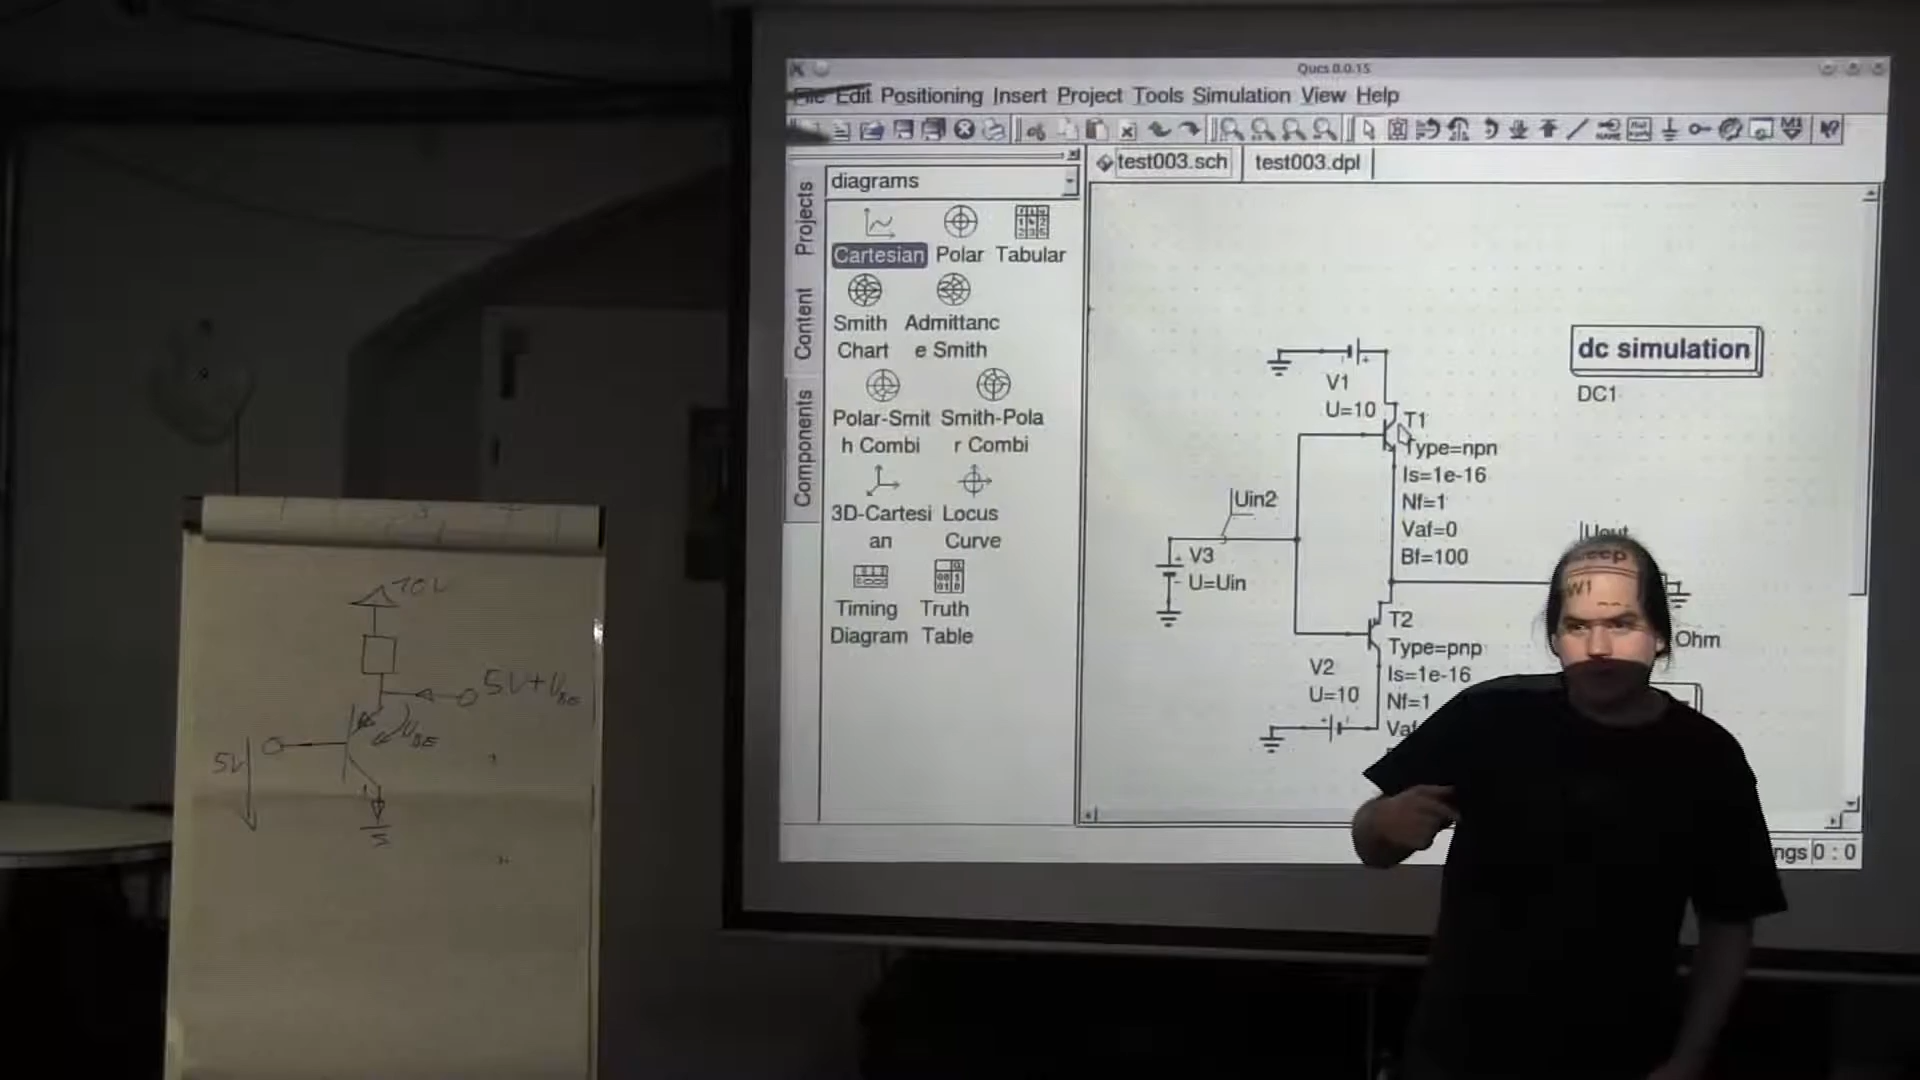 Qucs 0.0.15
File Edit Positioning Insert Project Tools Simulation View Help
test003.sch
test003.dpl
Projects
Content
Components
diagrams
Cartesian
Polar
Tabular
Smith
Chart
Admittanc
e Smith
Polar-Smit
h Combi
Smith-Pola
r Combi
3D-Cartesi
an
Locus
Curve
Timing
Diagram
Truth
Table
dc simulation
DC1
V1
U=10
T1
Type=npn
Is=1e-16
Nf=1
Vaf=0
Bf=100
Uin2
V3
U=Uin
Uout
T2
Type=pnp
Is=1e-16
Nf=1
V2
U=10
Ohm
0 : 0
10V
5V+UBE
UBE
5V